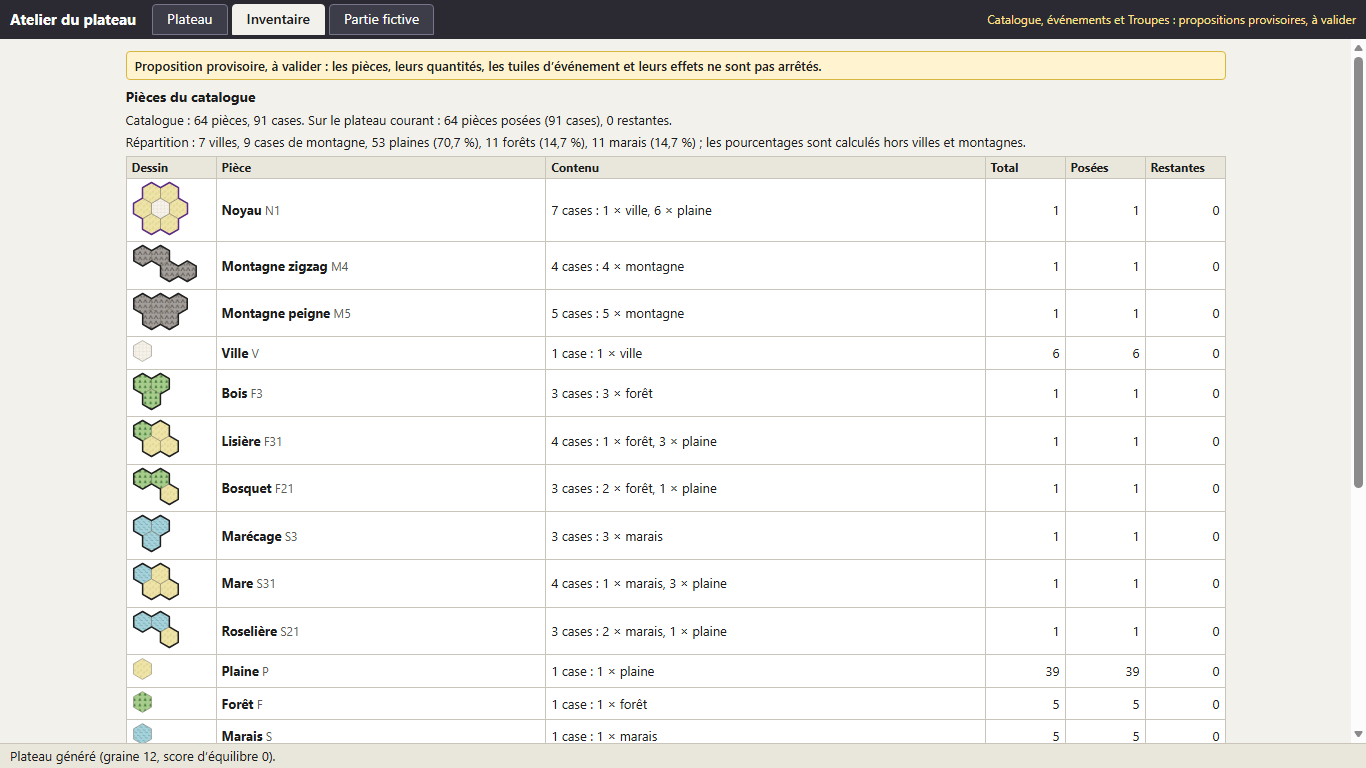 Atelier du plateau Plateau Inventaire Partie fictive Catalogue, événements et Troupes : propositions provisoires, à valider
Proposition provisoire, à valider : les pièces, leurs quantités, les tuiles d’événement et leurs effets ne sont pas arrêtés.
Pièces du catalogue
Catalogue : 64 pièces, 91 cases. Sur le plateau courant : 64 pièces posées (91 cases), 0 restantes.
Répartition : 7 villes, 9 cases de montagne, 53 plaines (70,7 %), 11 forêts (14,7 %), 11 marais (14,7 %) ; les pourcentages sont calculés hors villes et montagnes.
Dessin Pièce Contenu Total Posées Restantes
Noyau N1 7 cases : 1 × ville, 6 × plaine 1 1 0
Montagne zigzag M4 4 cases : 4 × montagne 1 1 0
Montagne peigne M5 5 cases : 5 × montagne 1 1 0
Ville V 1 case : 1 × ville 6 6 0
Bois F3 3 cases : 3 × forêt 1 1 0
Lisière F31 4 cases : 1 × forêt, 3 × plaine 1 1 0
Bosquet F21 3 cases : 2 × forêt, 1 × plaine 1 1 0
Marécage S3 3 cases : 3 × marais 1 1 0
Mare S31 4 cases : 1 × marais, 3 × plaine 1 1 0
Roselière S21 3 cases : 2 × marais, 1 × plaine 1 1 0
Plaine P 1 case : 1 × plaine 39 39 0
Forêt F 1 case : 1 × forêt 5 5 0
Marais S 1 case : 1 × marais 5 5 0
Plateau généré (graine 12, score d’équilibre 0).